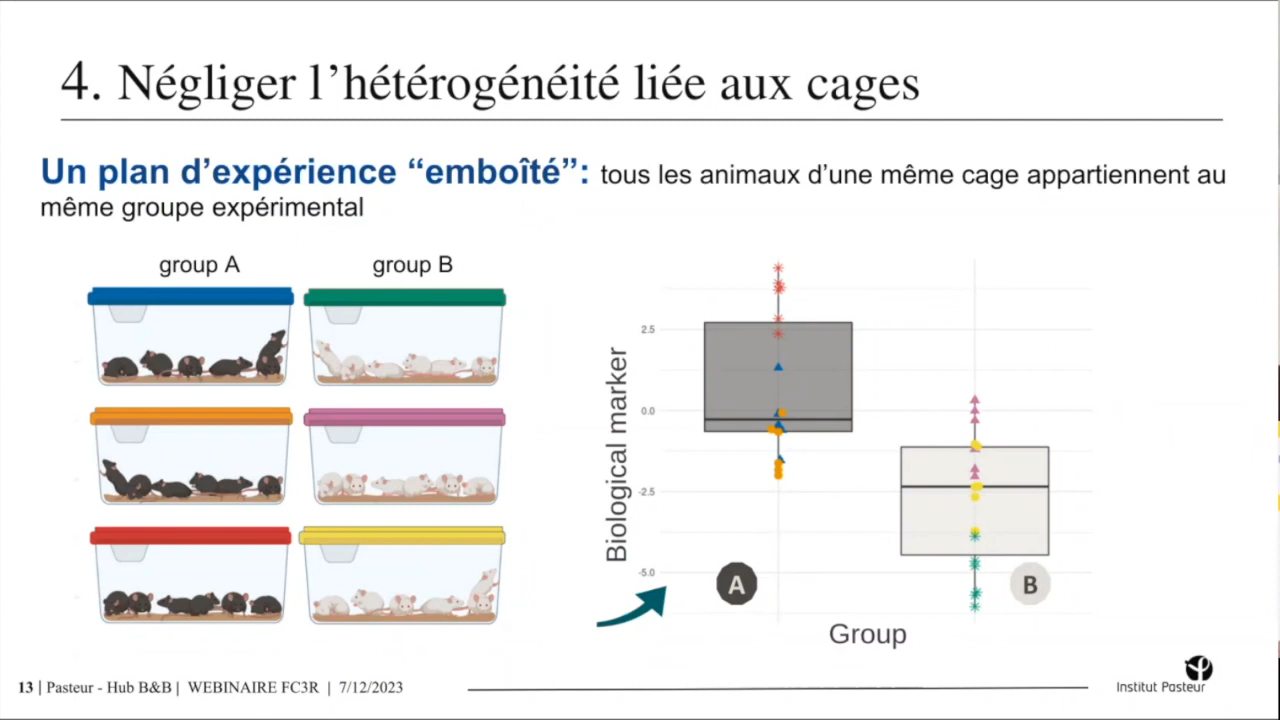 4. Négliger l’hétérogénéité liée aux cages
Un plan d’expérience “emboîté”: tous les animaux d’une même cage appartiennent au
même groupe expérimental
group A
group B
Biological marker
2.5
0.0
-2.5
-5.0
A
B
Group
13 | Pasteur - Hub B&B | WEBINAIRE FC3R | 7/12/2023
Institut Pasteur